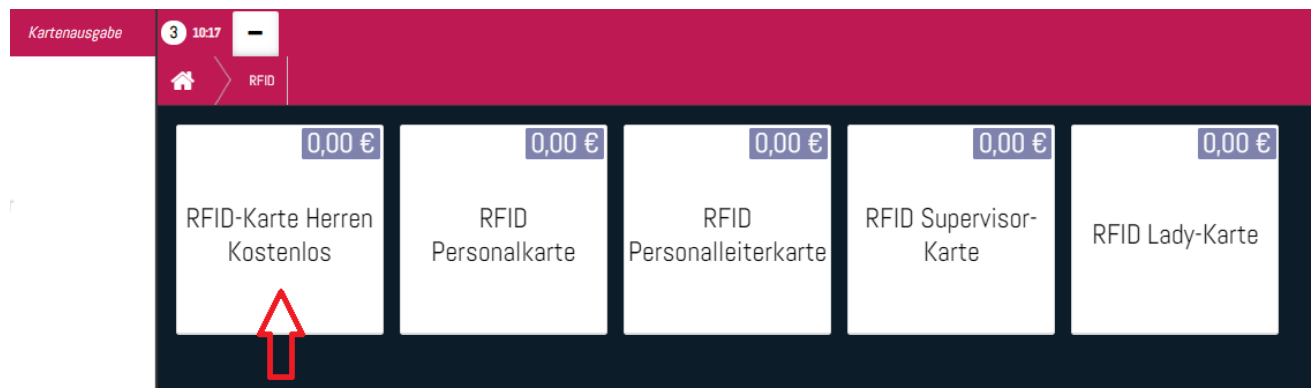 Kartenausgabe
3 10:17
RFID
0,00 €
RFID-Karte Herren
Kostenlos
0,00 €
RFID
Personalkarte
0,00 €
RFID
Personalleiterkarte
0,00 €
RFID Supervisor-
Karte
0,00 €
RFID Lady-Karte